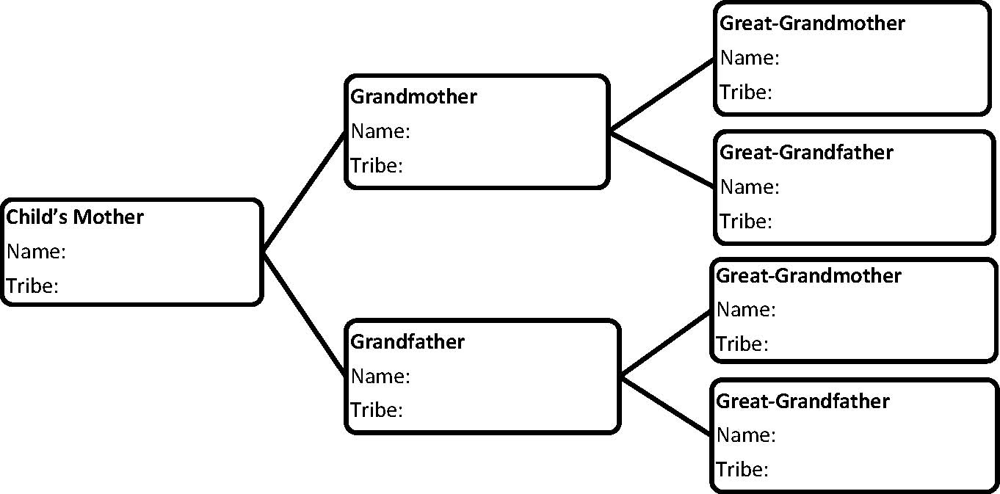 Child’s Mother
Name:
Tribe:
Grandmother
Name:
Tribe:
Grandfather
Name:
Tribe:
Great-Grandmother
Name:
Tribe:
Great-Grandfather
Name:
Tribe:
Great-Grandmother
Name:
Tribe:
Great-Grandfather
Name:
Tribe: